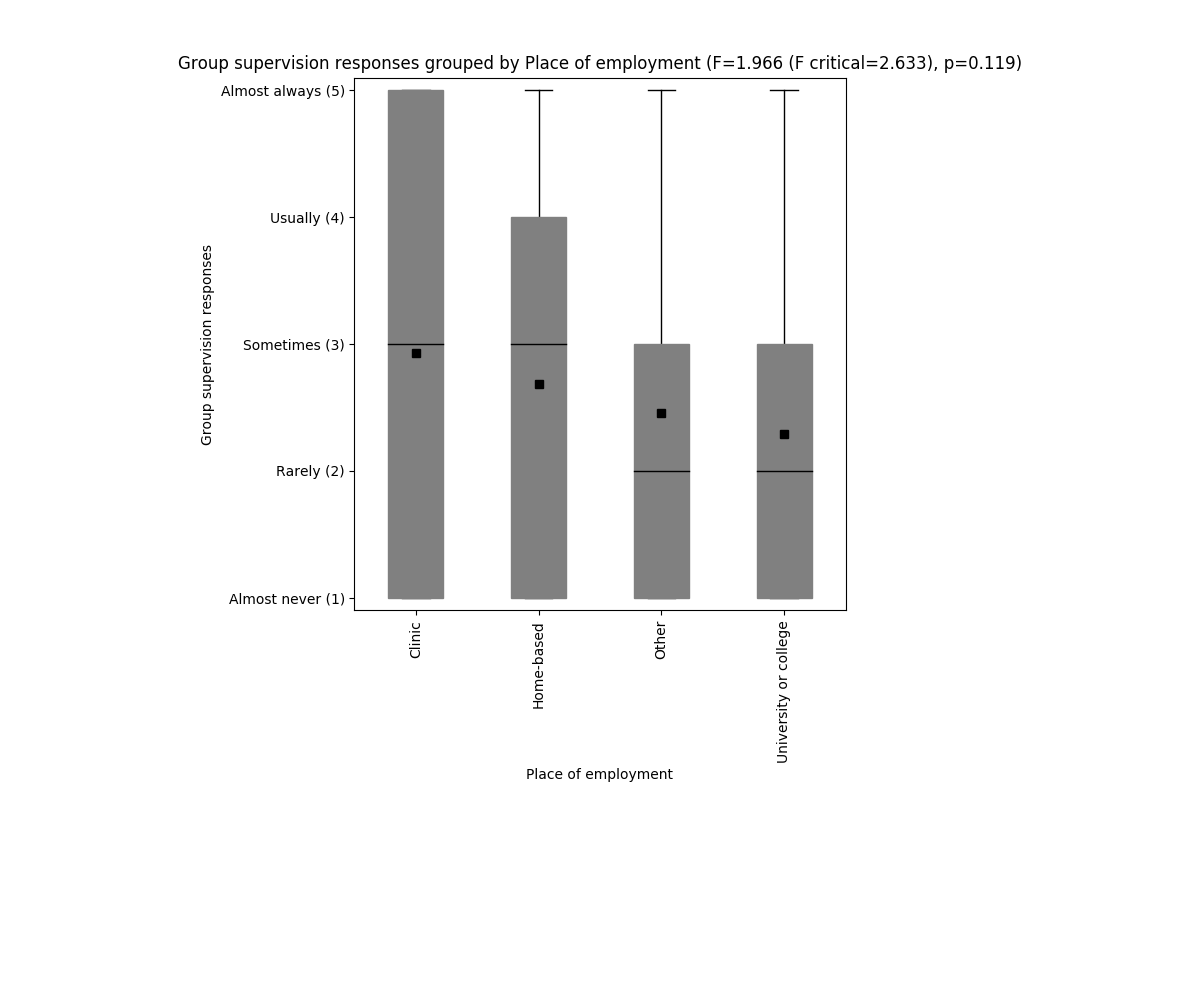 Group supervision responses grouped by Place of employment (F=1.966 (F critical=2.633), p=0.119)
Almost always (5)
Usually (4)
Sometimes (3)
Rarely (2)
Almost never (1)
Group supervision responses
Clinic
Home-based
Other
University or college
Place of employment